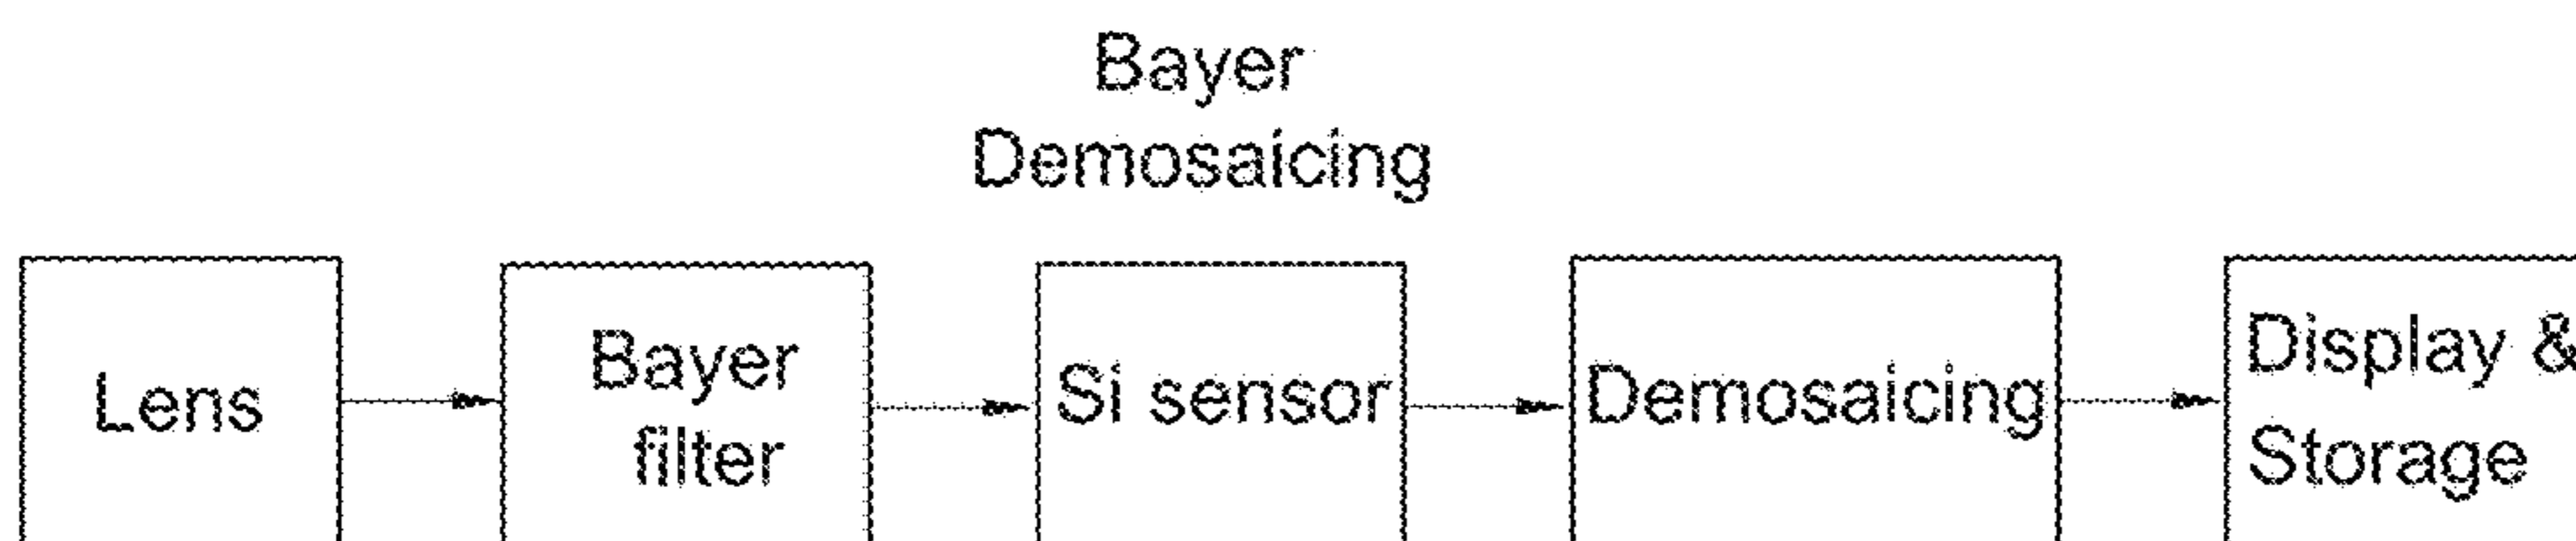 Bayer
Demosaicing
Lens
Bayer
filter
Si sensor
Demosaicing
Display &
Storage